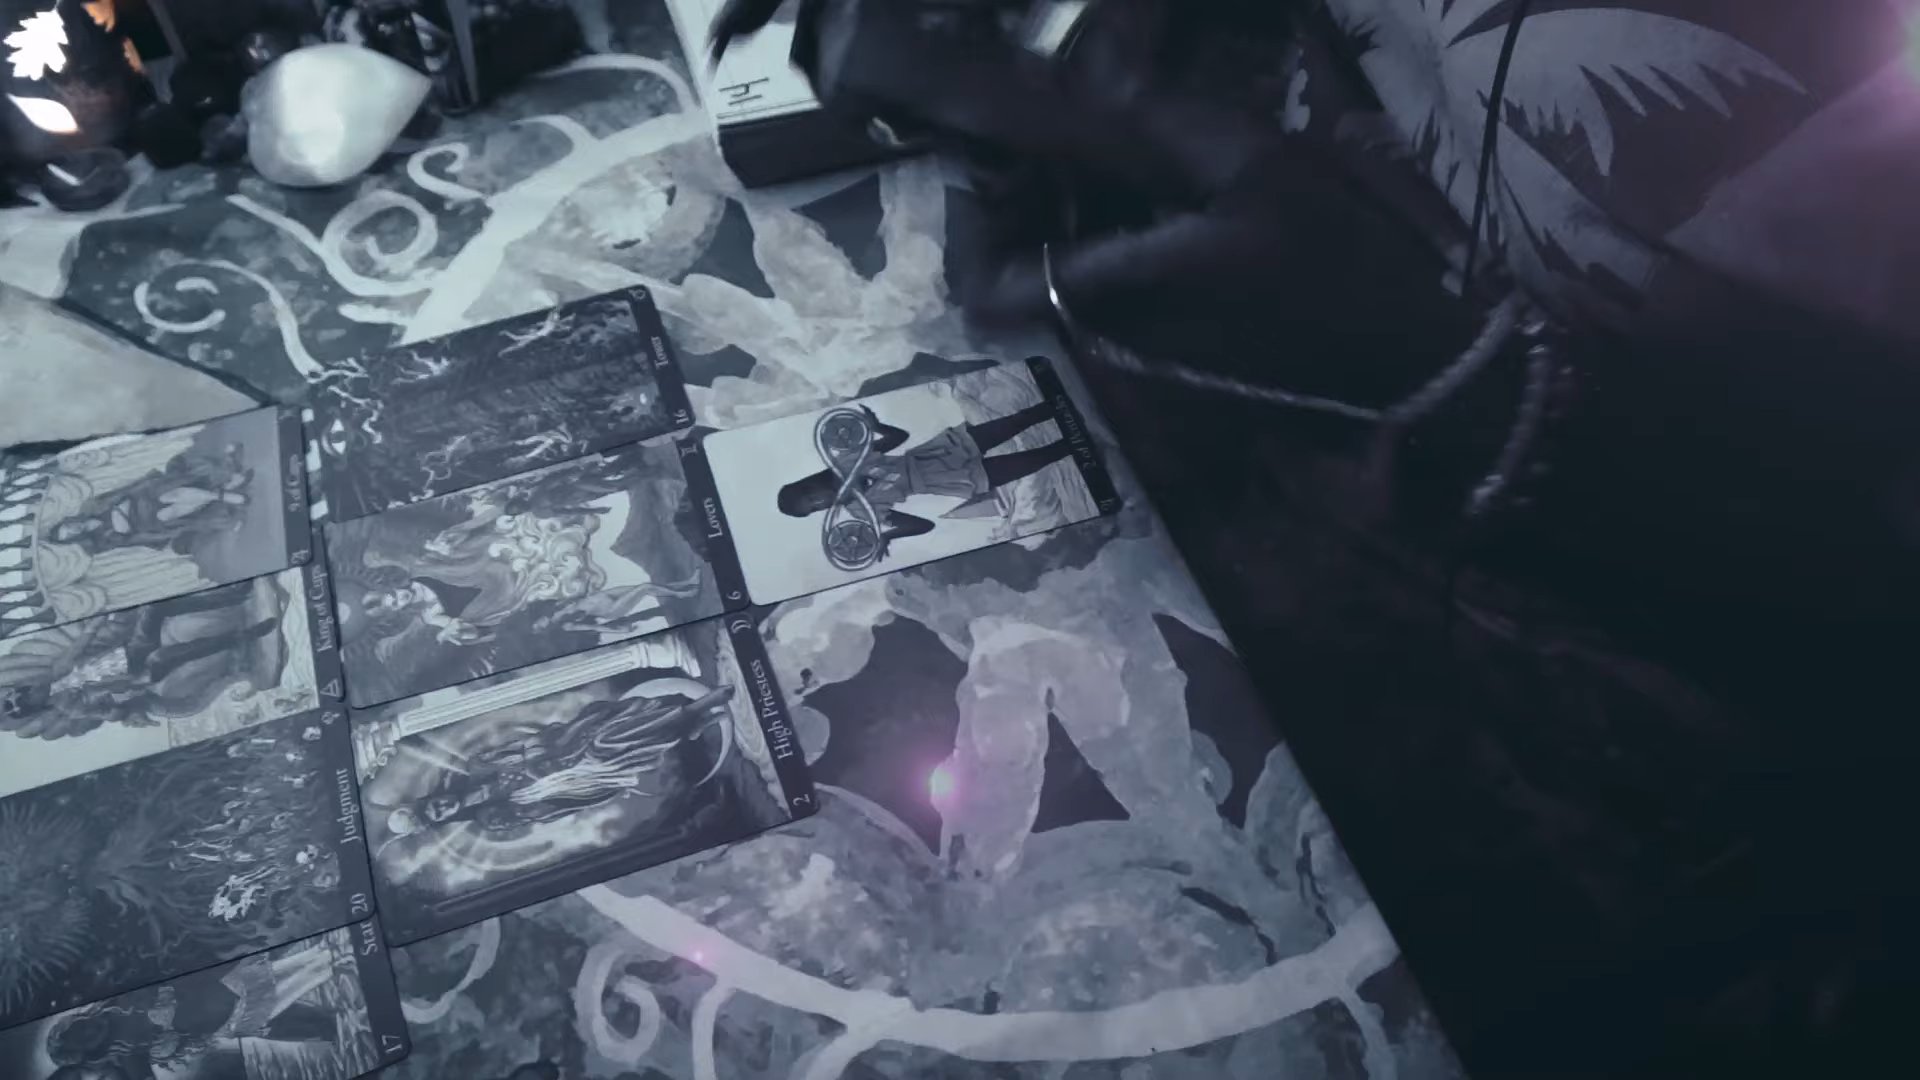 Tower
16
Lovers
6
2 of Pentacles
High Priestess
2
9 of Cups
King of Cups
Judgment
20
Star
17